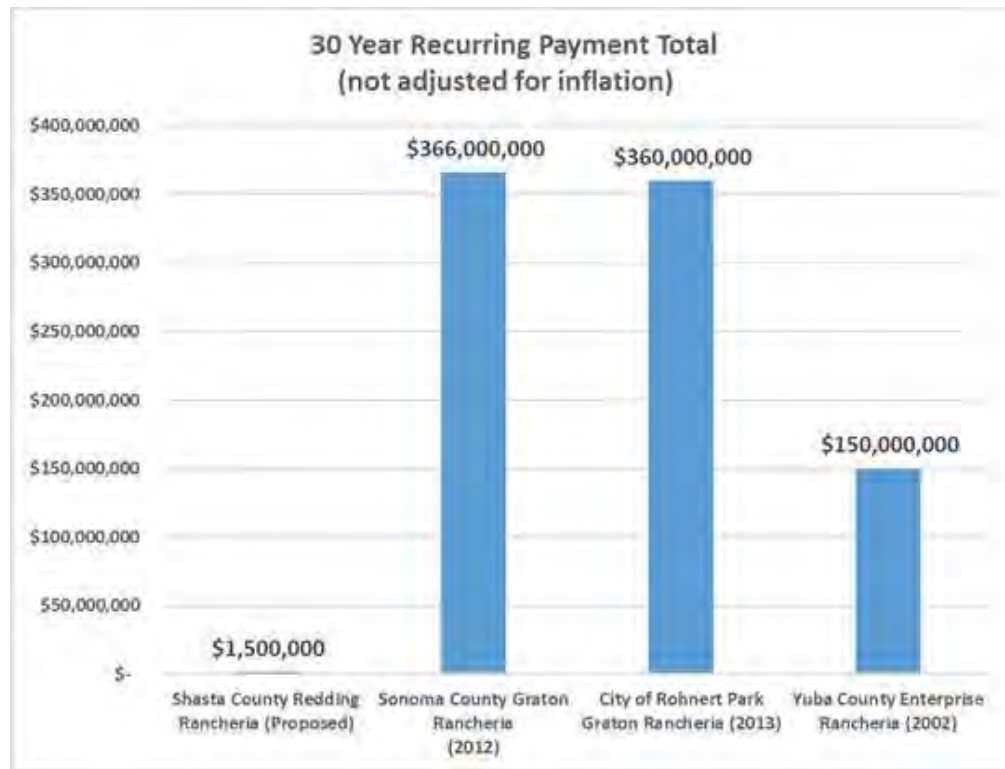 30 Year Recurring Payment Total
(not adjusted for inflation)
$400,000,000
$350,000,000
$300,000,000
$250,000,000
$200,000,000
$150,000,000
$100,000,000
$50,000,000
$-
$1,500,000
$366,000,000
$360,000,000
$150,000,000
Shasta County Redding
Rancheria (Proposed)
Sonoma County Graton
Rancheria
(2012)
City of Rohnert Park
Graton Rancheria (2013)
Yuba County Enterprise
Rancheria (2002)